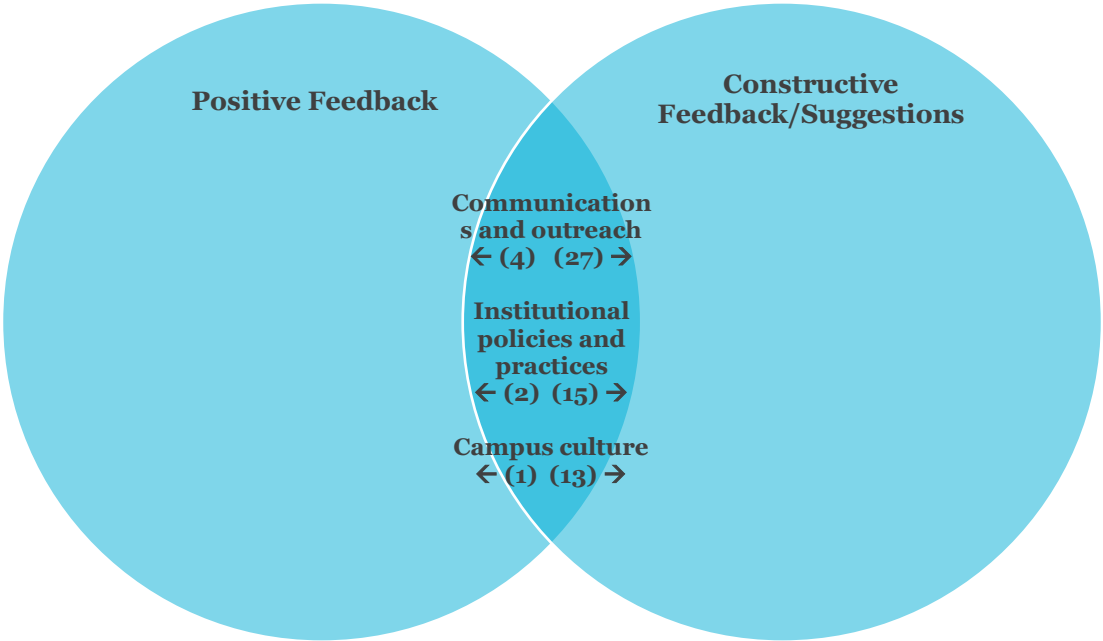 Positive Feedback
Constructive
Feedback/Suggestions
Communication
s and outreach
← (4) (27) →
Institutional
policies and
practices
← (2) (15) →
Campus culture
← (1) (13) →